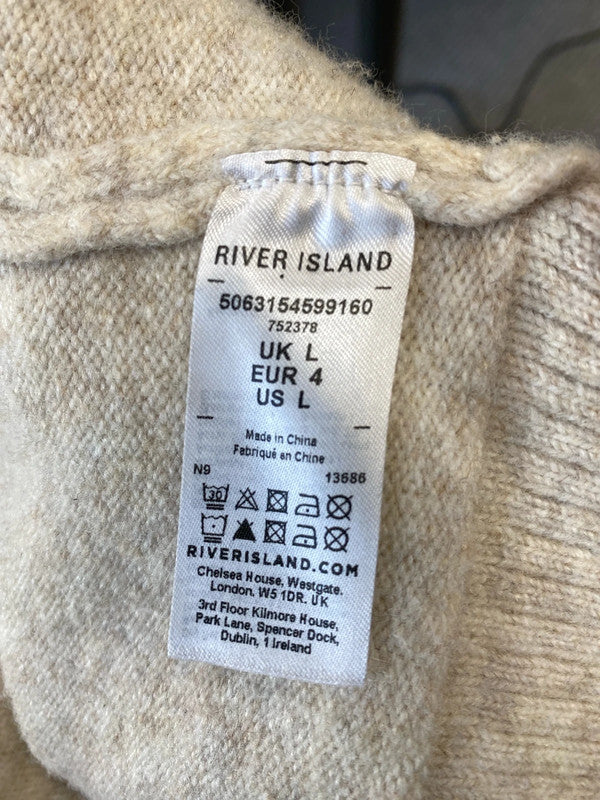 RIVER ISLAND
5063154599160
752378
UK L
EUR 4
US L
Made in China
Fabriqué en Chine
N9 13686
30
RIVERISLAND.COM
Chelsea House, Westgate.
London. W5 1DR. UK
3rd Floor Kilmore House,
Park Lane, Spencer Dock,
Dublin, 1 Ireland